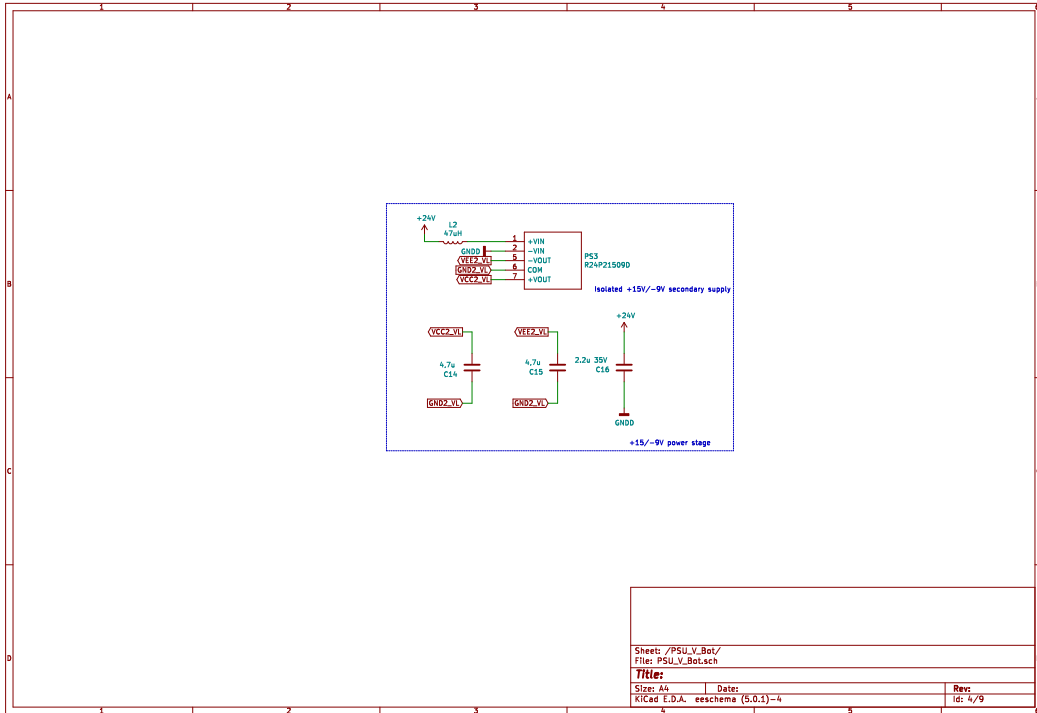 1 2 3 4 5 6
A
B
C
D
A
B
C
D
+24V
L2
47uH
GNDD
VEE2_VL
GND2_VL
VCC2_VL
1 +VIN
2 -VIN
5 -VOUT
6 COM
7 +VOUT
PS3
R24P21509D
Isolated +15V/-9V secondary supply
VCC2_VL
4.7u
C14
GND2_VL
VEE2_VL
4.7u
C15
GND2_VL
+24V
2.2u 35V
C16
GNDD
+15/-9V power stage
Sheet: /PSU_V_Bot/
File: PSU_V_Bot.sch
Title:
Size: A4 Date: Rev:
KiCad E.D.A. eeschema (5.0.1)-4 Id: 4/9
1 2 3 4 5 6